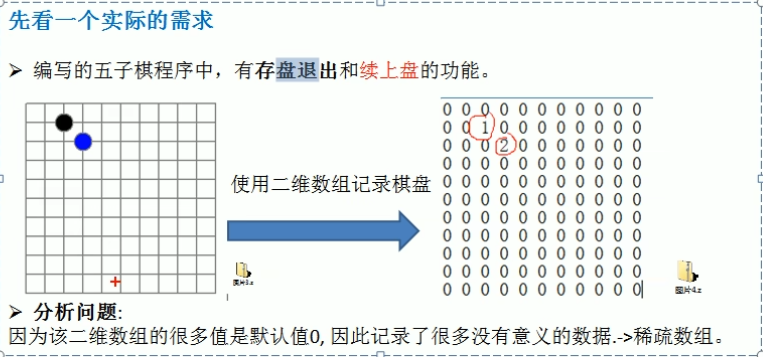 先看一个实际的需求
➢ 编写的五子棋程序中，有存盘退出和续上盘的功能。
使用二维数组记录棋盘
0 0 0 0 0 0 0 0 0 0 0
0 0 1 0 0 0 0 0 0 0 0
0 0 0 2 0 0 0 0 0 0 0
0 0 0 0 0 0 0 0 0 0 0
0 0 0 0 0 0 0 0 0 0 0
0 0 0 0 0 0 0 0 0 0 0
0 0 0 0 0 0 0 0 0 0 0
0 0 0 0 0 0 0 0 0 0 0
0 0 0 0 0 0 0 0 0 0 0
0 0 0 0 0 0 0 0 0 0 0
0 0 0 0 0 0 0 0 0 0 0
图片4.z
➢ 分析问题:
因为该二维数组的很多值是默认值0, 因此记录了很多没有意义的数据.->稀疏数组。